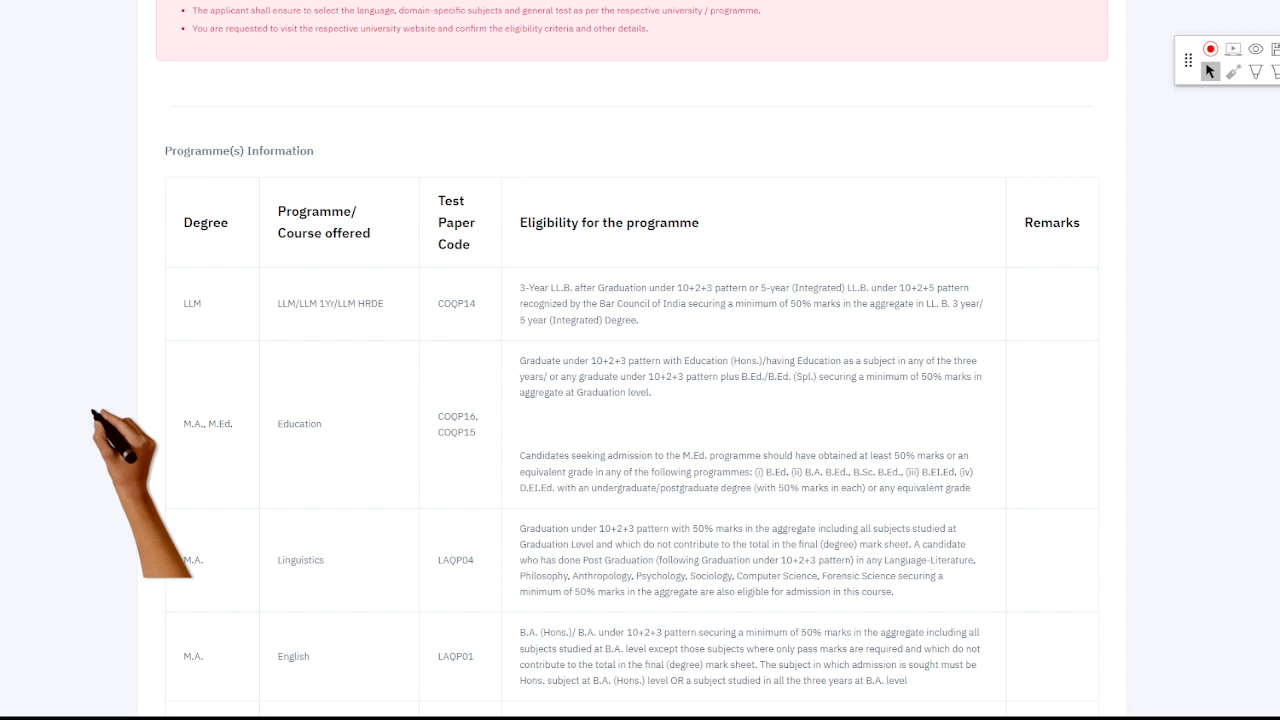 The applicant shall ensure to select the language, domain-specific subjects and general test as per the respective university / programme.
You are requested to visit the respective university website and confirm the eligibility criteria and other details.
Programme(s) Information
Degree
Programme/
Course offered
Test
Paper
Code
Eligibility for the programme
Remarks
LLM
LLM/LLM 1Yr/LLM HRDE
COQP14
3-Year LL.B. after Graduation under 10+2+3 pattern or 5-year (Integrated) LL.B. under 10+2+5 pattern
recognized by the Bar Council of India securing a minimum of 50% marks in the aggregate in LL. B. 3 year/
5 year (Integrated) Degree.
M.A., M.Ed.
Education
COQP16,
COQP15
Graduate under 10+2+3 pattern with Education (Hons.)/having Education as a subject in any of the three
years/ or any graduate under 10+2+3 pattern plus B.Ed./B.Ed. (Spl.) securing a minimum of 50% marks in
aggregate at Graduation level.
Candidates seeking admission to the M.Ed. programme should have obtained at least 50% marks or an
equivalent grade in any of the following programmes: (i) B.Ed. (ii) B.A. B.Ed., B.Sc. B.Ed., (iii) B.EI.Ed. (iv)
D.EI.Ed. with an undergraduate/postgraduate degree (with 50% marks in each) or any equivalent grade
M.A.
Linguistics
LAQP04
Graduation under 10+2+3 pattern with 50% marks in the aggregate including all subjects studied at
Graduation Level and which do not contribute to the total in the final (degree) mark sheet. A candidate
who has done Post Graduation (following Graduation under 10+2+3 pattern) in any Language-Literature,
Philosophy, Anthropology, Psychology, Sociology, Computer Science, Forensic Science securing a
minimum of 50% marks in the aggregate are also eligible for admission in this course.
M.A.
English
LAQP01
B.A. (Hons.)/ B.A. under 10+2+3 pattern securing a minimum of 50% marks in the aggregate including all
subjects studied at B.A. level except those subjects where only pass marks are required and which do not
contribute to the total in the final (degree) mark sheet. The subject in which admission is sought must be
Hons. subject at B.A. (Hons.) level OR a subject studied in all the three years at B.A. level